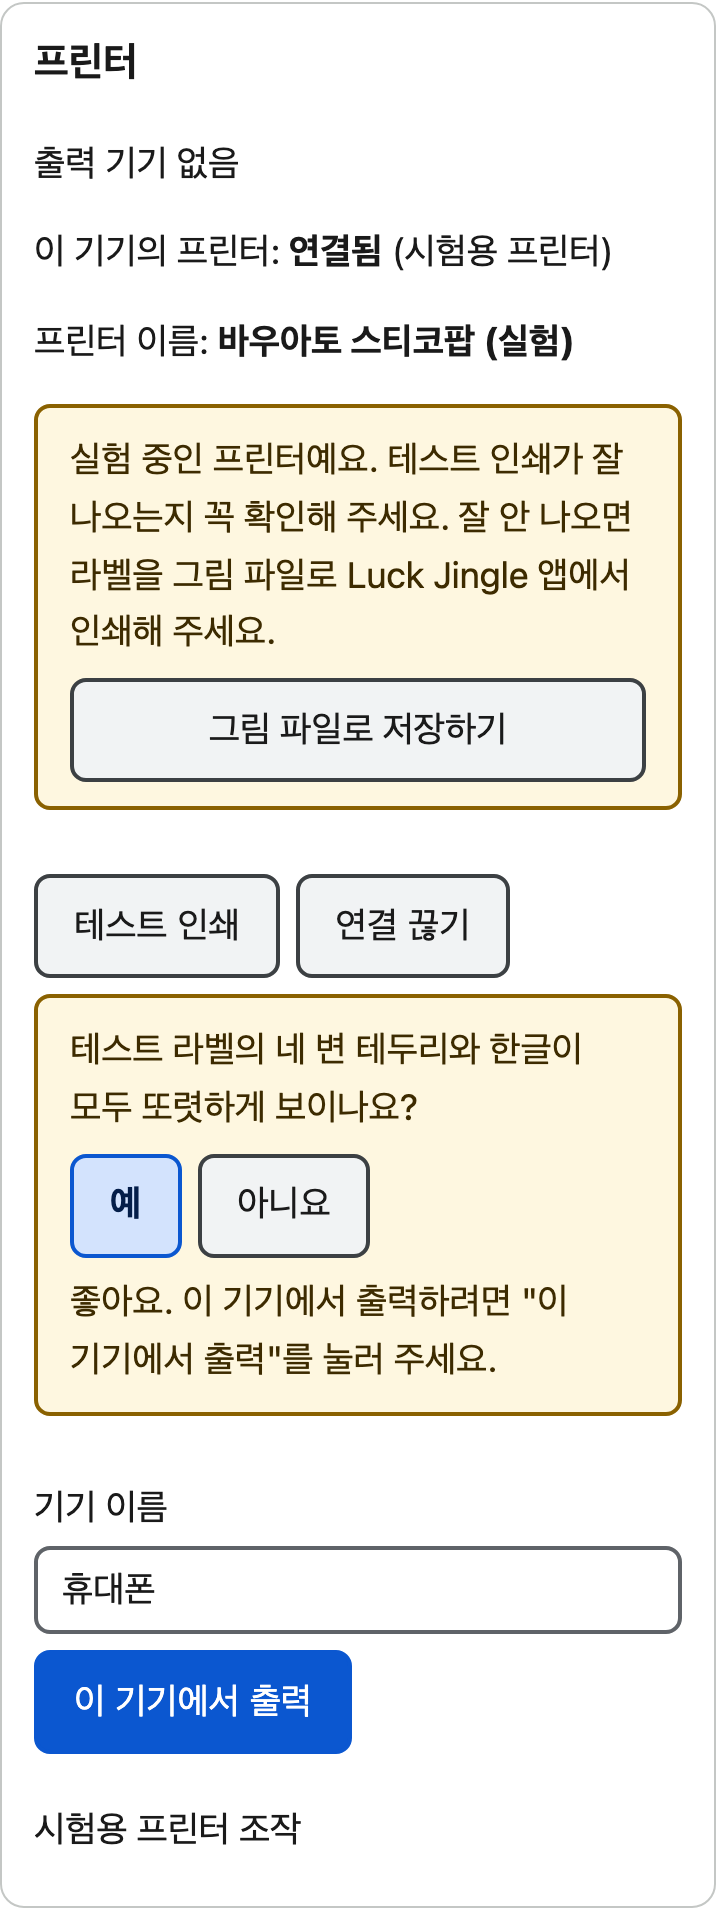 프린터
출력 기기 없음
이 기기의 프린터: 연결됨 (시험용 프린터)
프린터 이름: 바우아토 스티코팝 (실험)
실험 중인 프린터예요. 테스트 인쇄가 잘
나오는지 꼭 확인해 주세요. 잘 안 나오면
라벨을 그림 파일로 Luck Jingle 앱에서
인쇄해 주세요.
그림 파일로 저장하기
테스트 인쇄 연결 끊기
테스트 라벨의 네 변 테두리와 한글이
모두 또렷하게 보이나요?
예 아니요
좋아요. 이 기기에서 출력하려면 "이
기기에서 출력"를 눌러 주세요.
기기 이름
휴대폰
이 기기에서 출력
시험용 프린터 조작